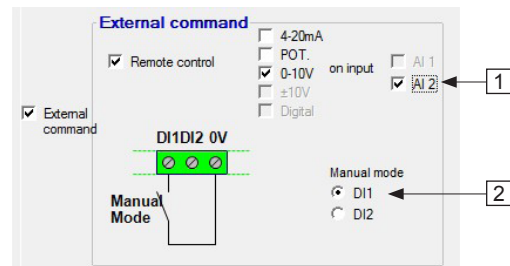 External command
4-20mA
POT.
Remote control
0-10V
on input
AI 1
AI 2
1
±10V
Digital
External
command
DI1DI2 0V
Manual
Mode
Manual mode
DI1
2
DI2